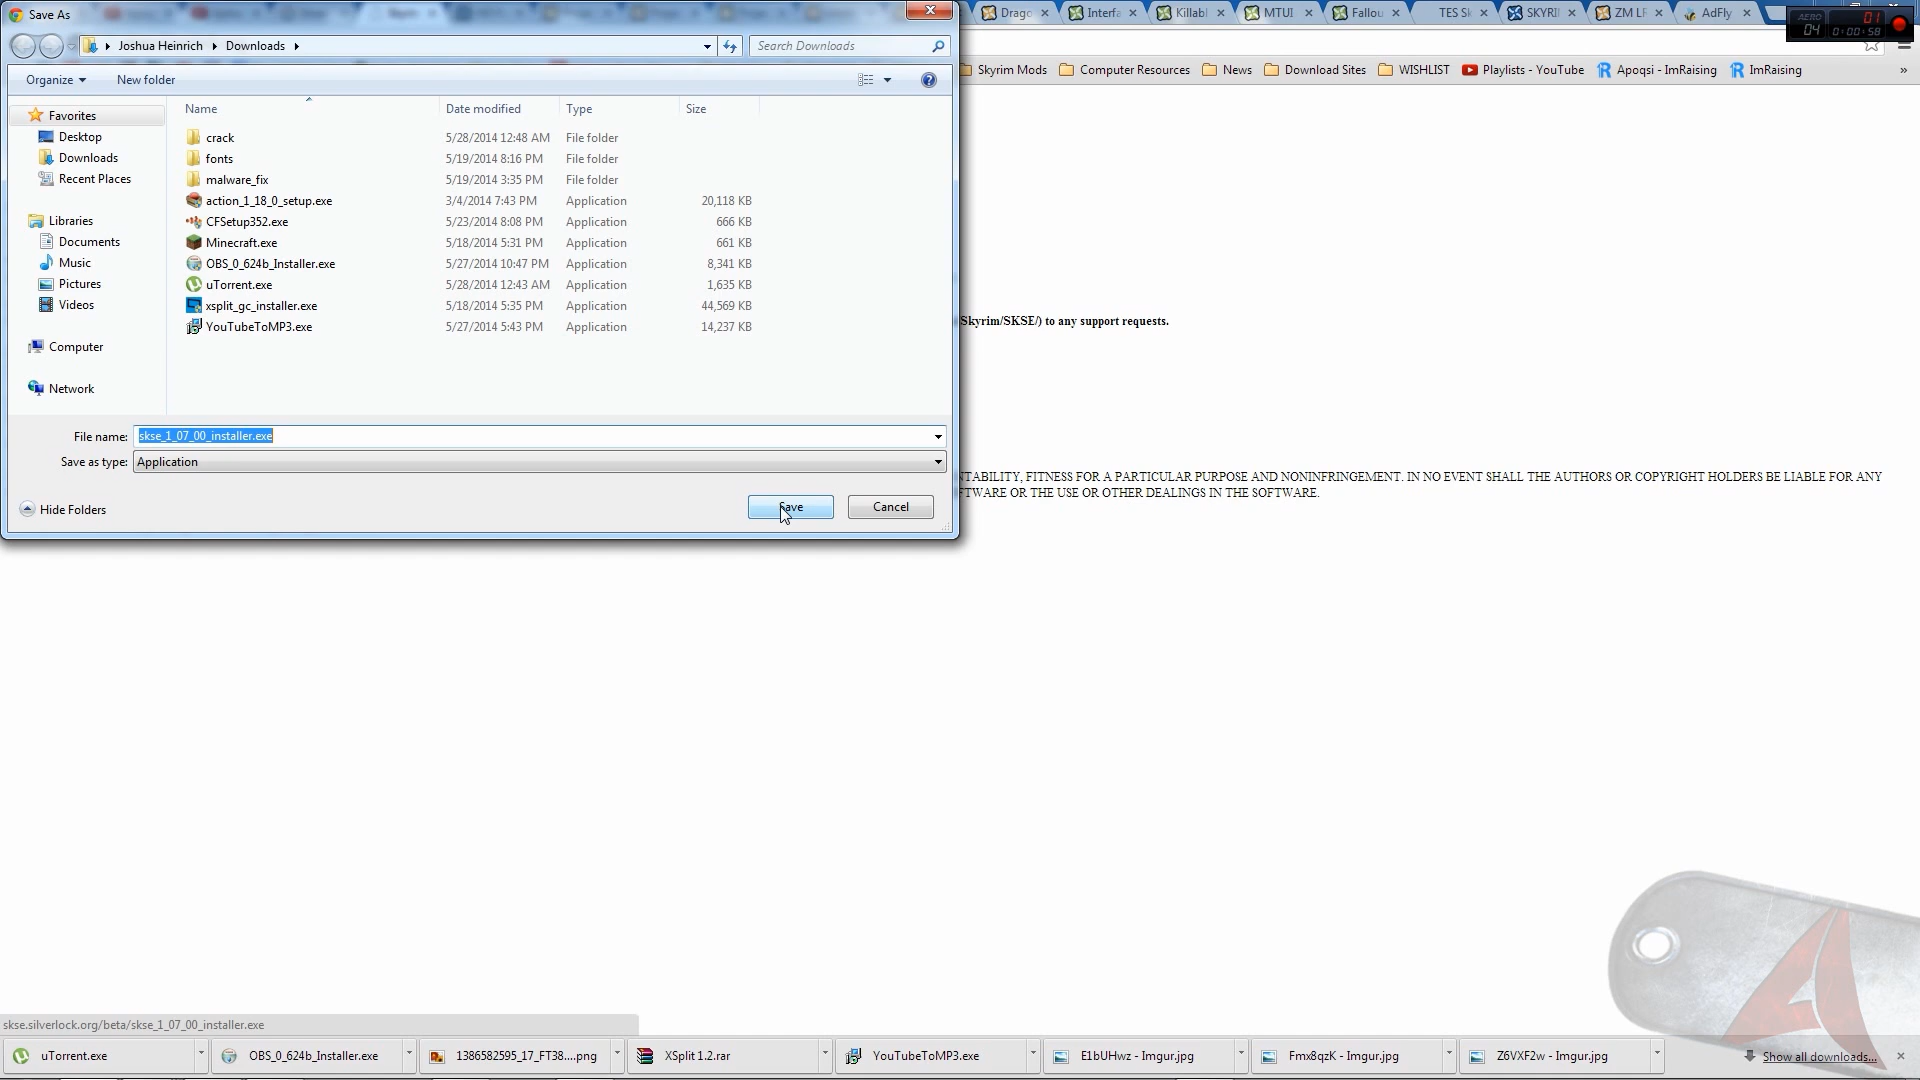 Save As
Drago
Interfa
Killabl
MTUI
Fallou
TES Sk
SKYRI
ZM LR
AdFly
AERO 04 01 0:00:58
Joshua Heinrich
Downloads
Search Downloads
Organize
New folder
Skyrim Mods
Computer Resources
News
Download Sites
WISHLIST
Playlists - YouTube
Apoqsi - ImRaising
ImRaising
»
Favorites
Desktop
Downloads
Recent Places
Libraries
Documents
Music
Pictures
Videos
Computer
Network
Name Date modified Type Size
crack 5/28/2014 12:48 AM File folder
fonts 5/19/2014 8:16 PM File folder
malware_fix 5/19/2014 3:35 PM File folder
action_1_18_0_setup.exe 3/4/2014 7:43 PM Application 20,118 KB
CFSetup352.exe 5/23/2014 8:08 PM Application 666 KB
Minecraft.exe 5/18/2014 5:31 PM Application 661 KB
OBS_0_624b_Installer.exe 5/27/2014 10:47 PM Application 8,341 KB
uTorrent.exe 5/28/2014 12:43 AM Application 1,635 KB
xsplit_gc_installer.exe 5/18/2014 5:35 PM Application 44,569 KB
YouTubeToMP3.exe 5/27/2014 5:43 PM Application 14,237 KB
Skyrim/SKSE/) to any support requests.
File name: skse_1_07_00_installer.exe
Save as type: Application
Hide Folders
Save
Cancel
NTABILITY, FITNESS FOR A PARTICULAR PURPOSE AND NONINFRINGEMENT. IN NO EVENT SHALL THE AUTHORS OR COPYRIGHT HOLDERS BE LIABLE FOR ANY
FTWARE OR THE USE OR OTHER DEALINGS IN THE SOFTWARE.
skse.silverlock.org/beta/skse_1_07_00_installer.exe
uTorrent.exe
OBS_0_624b_Installer.exe
1386582595_17_FT38....png
XSplit 1.2.rar
YouTubeToMP3.exe
E1bUHwz - Imgur.jpg
Fmx8qzK - Imgur.jpg
Z6VXF2w - Imgur.jpg
Show all downloads...